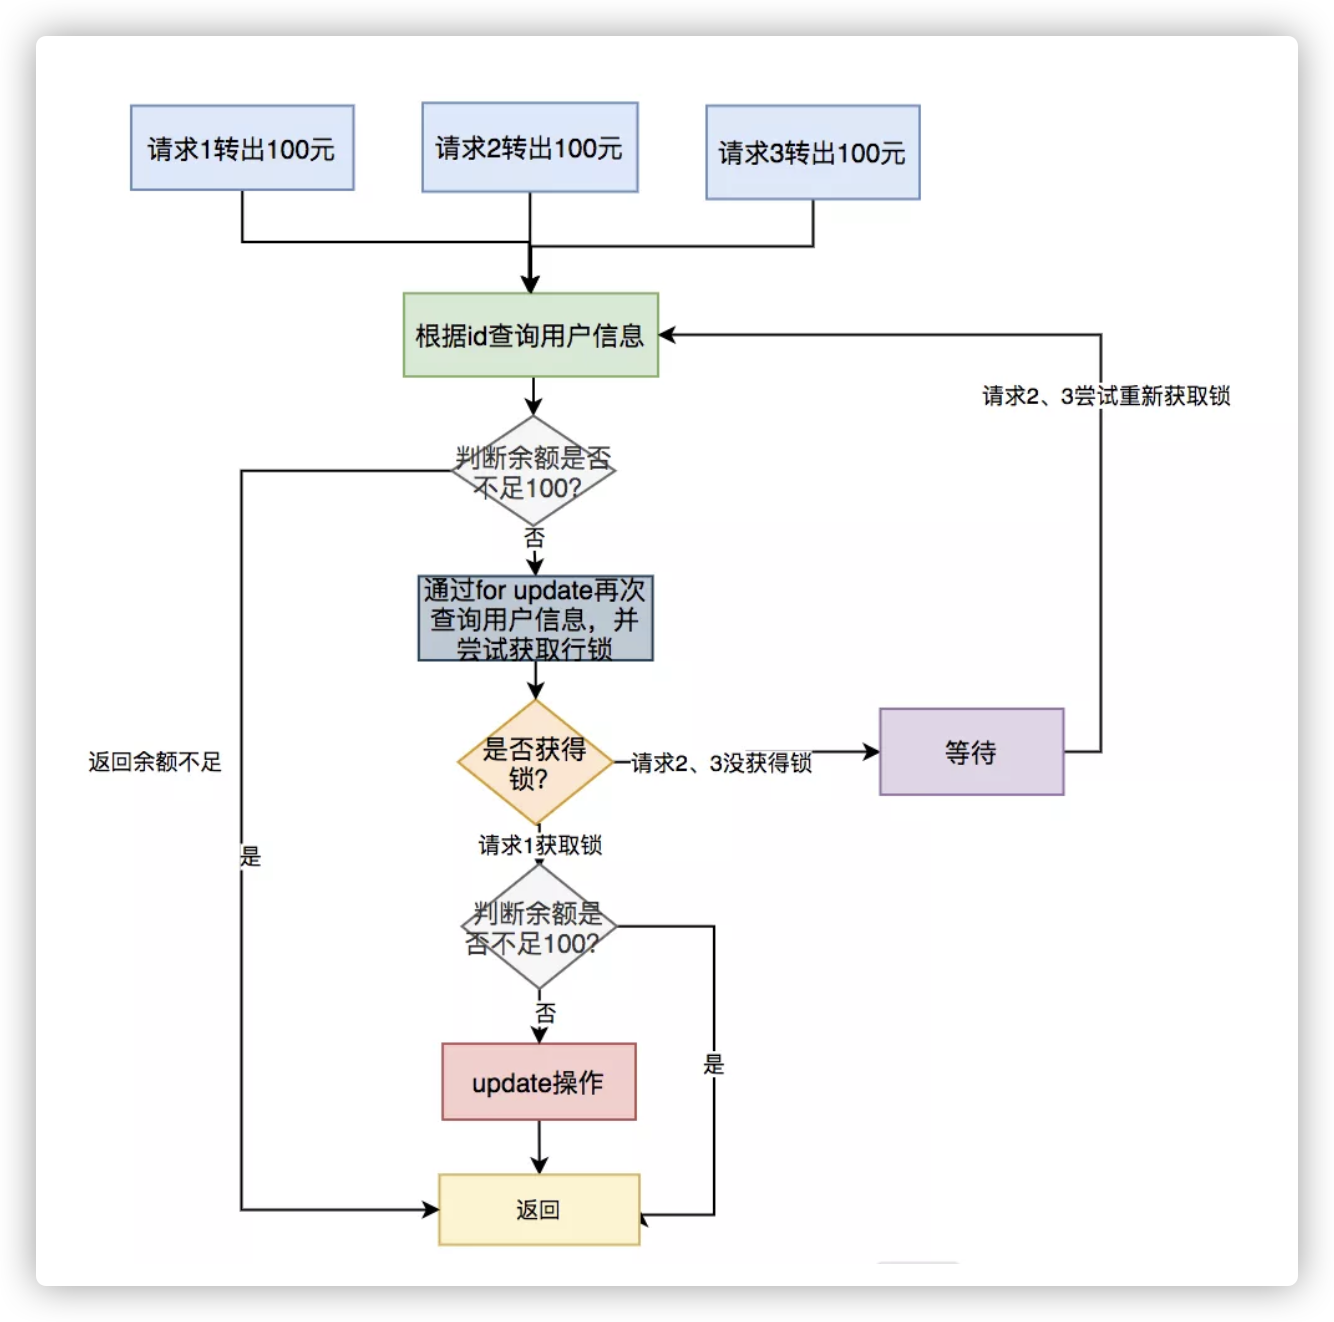 请求1转出100元
请求2转出100元
请求3转出100元
根据id查询用户信息
请求2、3尝试重新获取锁
判断余额是否
不足100?
否
通过for update再次
查询用户信息，并
尝试获取行锁
是否获得
锁?
请求2、3没获得锁
等待
返回余额不足
请求1获取锁
是
判断余额是
否不足100?
否
是
update操作
返回